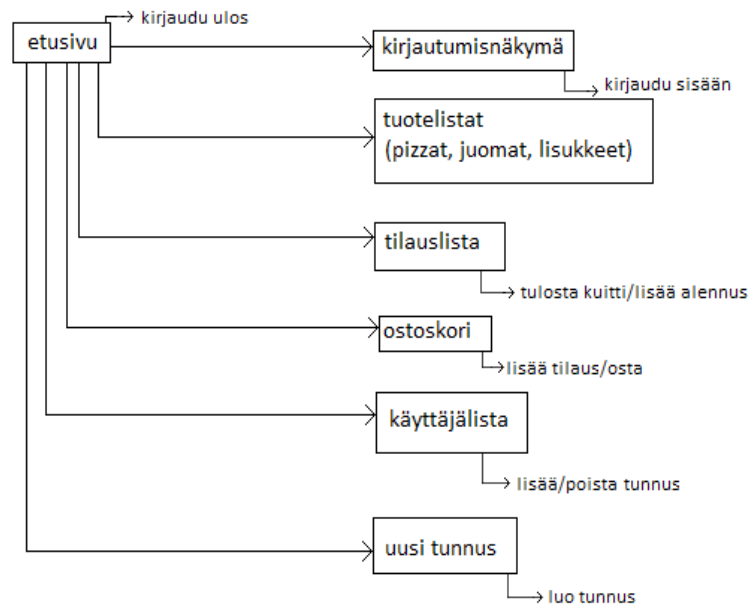 kirjaudu ulos
etusivu
kirjautumisnäkymä
kirjaudu sisään
tuotelistat
(pizzat, juomat, lisukkeet)
tilauslista
tulosta kuitti/lisää alennus
ostoskori
lisää tilaus/osta
käyttäjälista
lisää/poista tunnus
uusi tunnus
luo tunnus